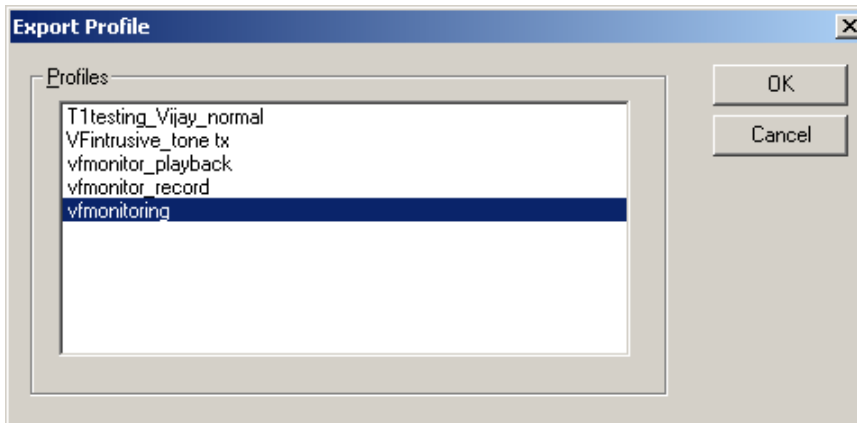 Export Profile
Profiles
T1testing_Vijay_normal
VFintrusive_tone tx
vfmonitor_playback
vfmonitor_record
vfmonitoring
OK
Cancel